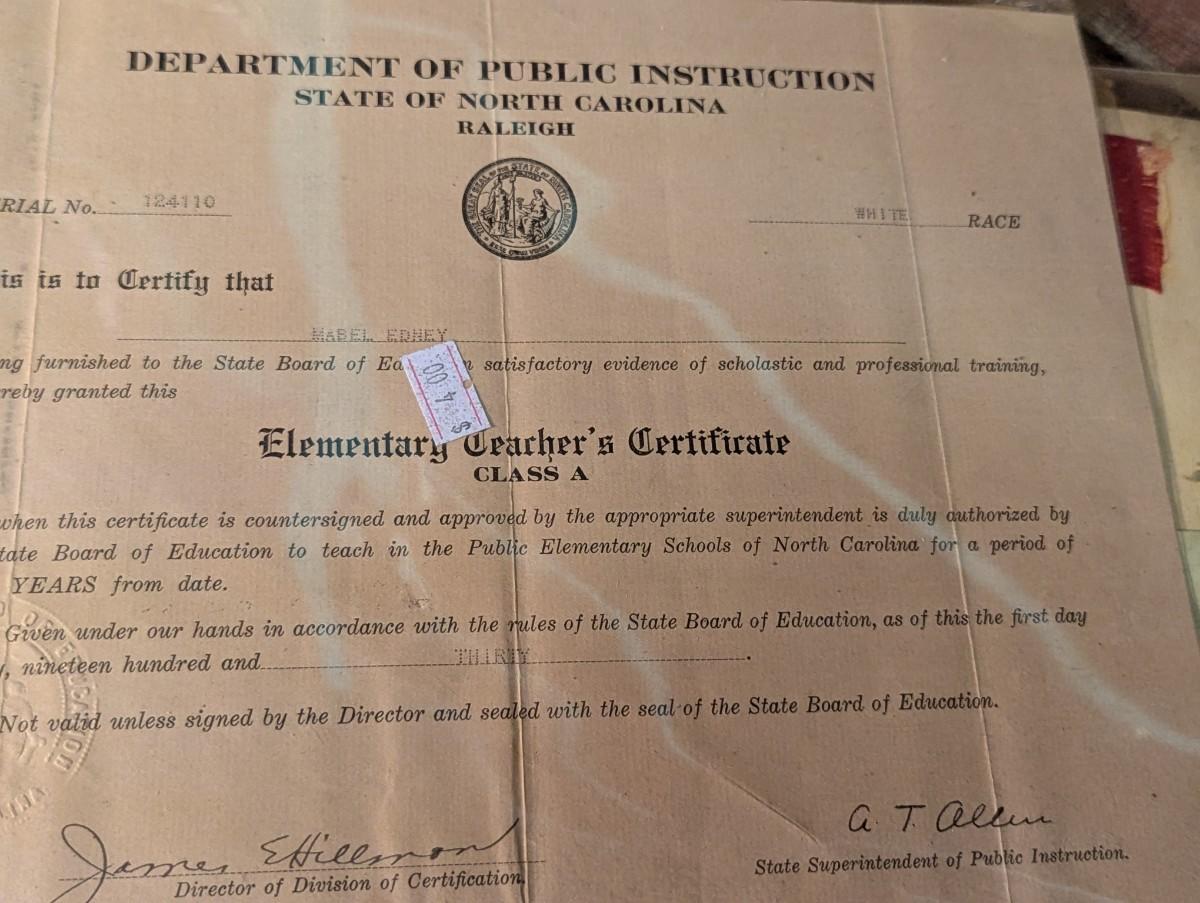 DEPARTMENT OF PUBLIC INSTRUCTION
STATE OF NORTH CAROLINA
RALEIGH
RIAL No. 124110
WHITE RACE
is is to Certify that
MABEL EDNEY
ng furnished to the State Board of Ed n satisfactory evidence of scholastic and professional training,
reby granted this
$ 4.00
Elementary Teacher's Certificate
CLASS A
when this certificate is countersigned and approved by the appropriate superintendent is duly authorized by
tate Board of Education to teach in the Public Elementary Schools of North Carolina for a period of
YEARS from date.
Given under our hands in accordance with the rules of the State Board of Education, as of this the first day
y, nineteen hundred and THIRTY.
Not valid unless signed by the Director and sealed with the seal of the State Board of Education.
James E Hillman
Director of Division of Certification.
A. T. Allen
State Superintendent of Public Instruction.